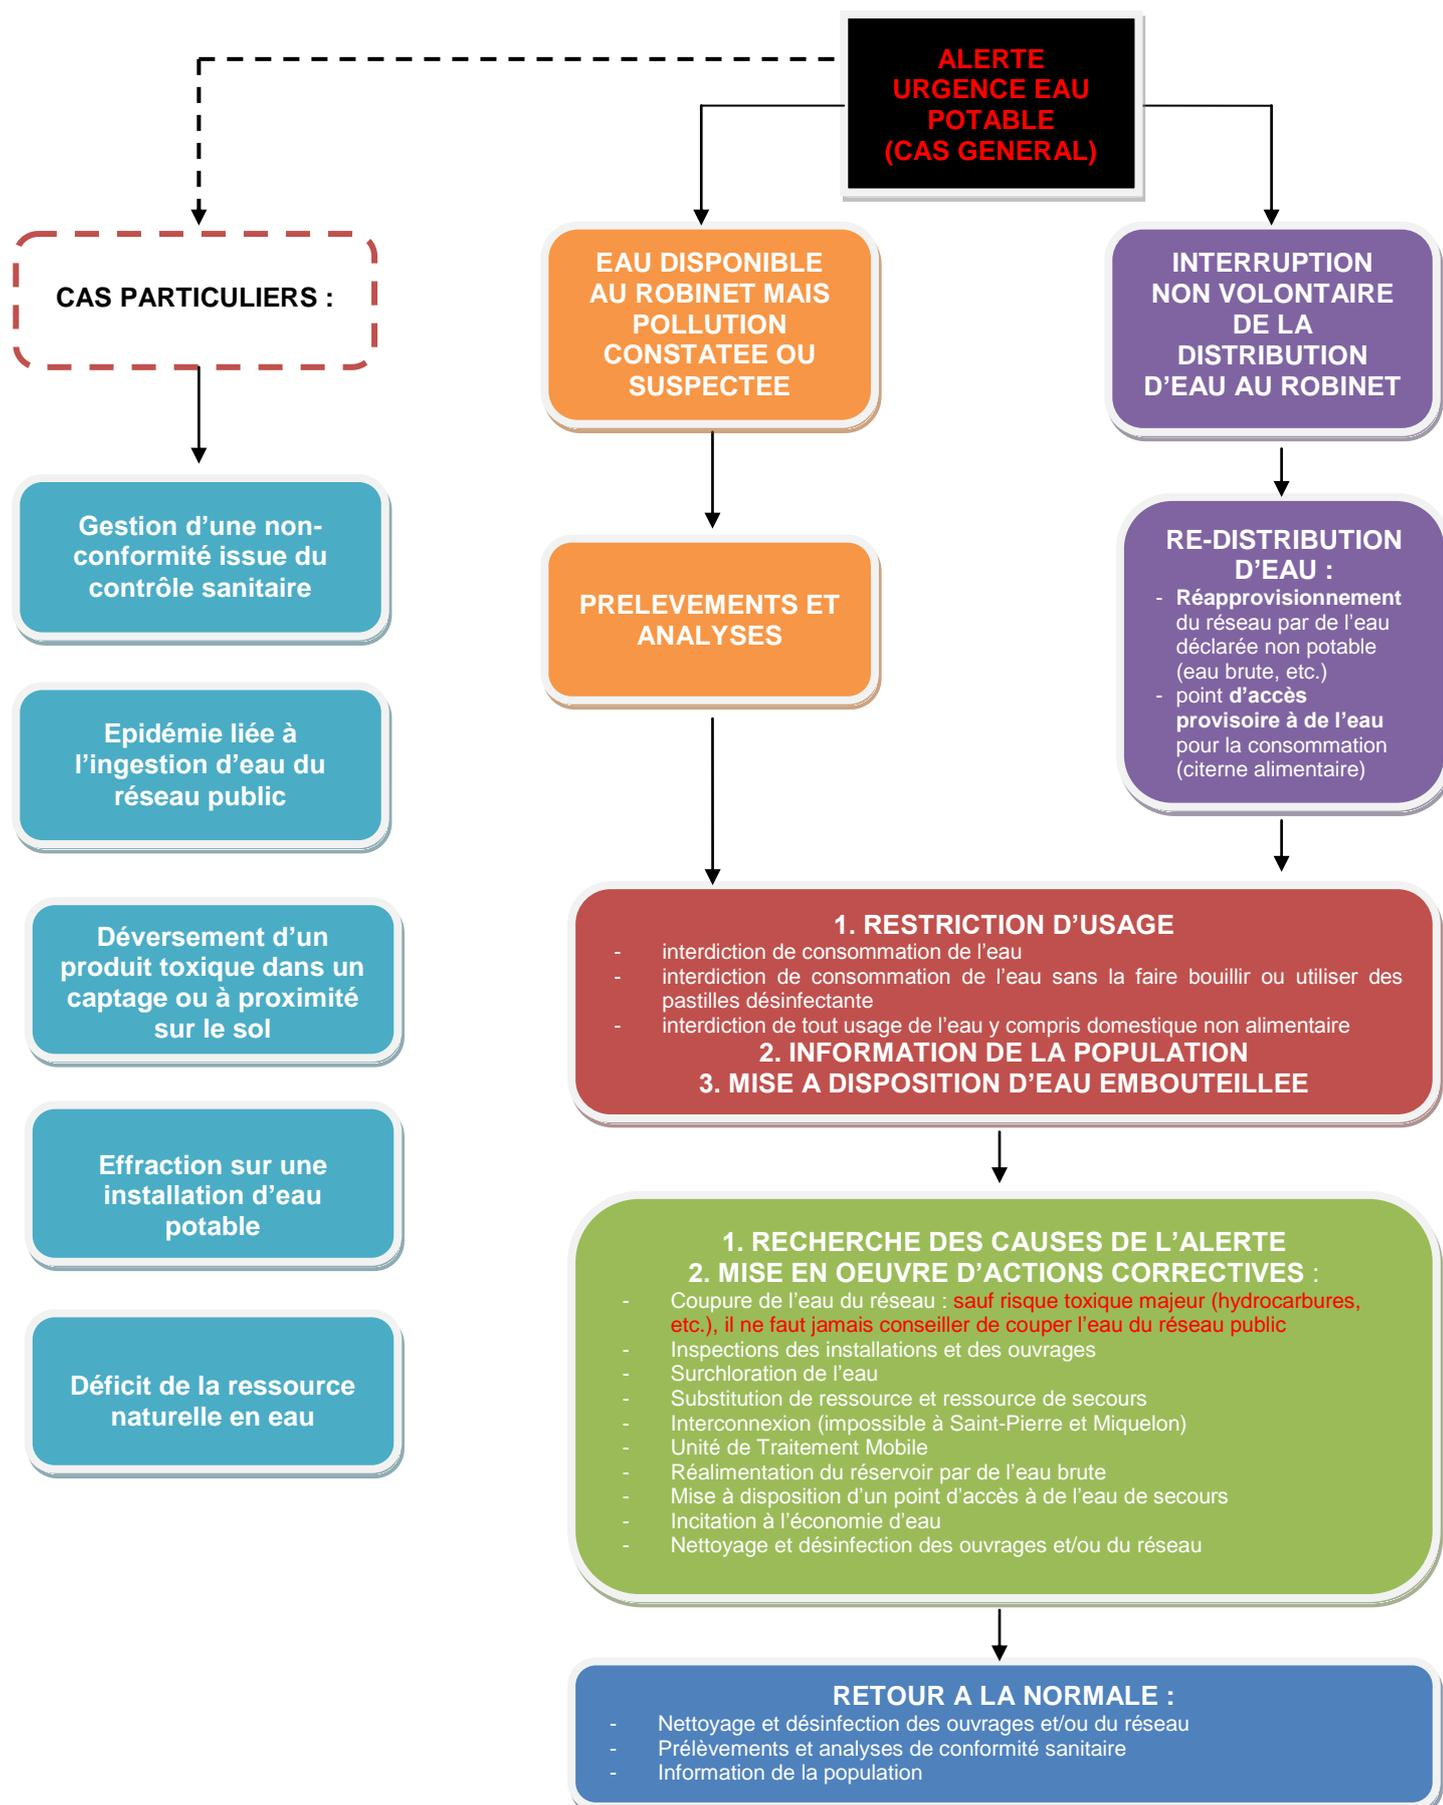 ALERTE
URGENCE EAU
POTABLE
(CAS GENERAL)
CAS PARTICULIERS :
Gestion d’une non-
conformité issue du
contrôle sanitaire
Epidémie liée à
l’ingestion d’eau du
réseau public
Déversement d’un
produit toxique dans un
captage ou à proximité
sur le sol
Effraction sur une
installation d’eau
potable
Déficit de la ressource
naturelle en eau
EAU DISPONIBLE
AU ROBINET MAIS
POLLUTION
CONSTATEE OU
SUSPECTEE
PRELEVEMENTS ET
ANALYSES
INTERRUPTION
NON VOLONTAIRE
DE LA
DISTRIBUTION
D’EAU AU ROBINET
RE-DISTRIBUTION
D’EAU :
- Réapprovisionnement
du réseau par de l’eau
déclarée non potable
(eau brute, etc.)
- point d’accès
provisoire à de l’eau
pour la consommation
(citerne alimentaire)
1. RESTRICTION D’USAGE
- interdiction de consommation de l’eau
- interdiction de consommation de l’eau sans la faire bouillir ou utiliser des
pastilles désinfectante
- interdiction de tout usage de l’eau y compris domestique non alimentaire
2. INFORMATION DE LA POPULATION
3. MISE A DISPOSITION D’EAU EMBOUTEILLEE
1. RECHERCHE DES CAUSES DE L’ALERTE
2. MISE EN OEUVRE D’ACTIONS CORRECTIVES :
- Coupure de l’eau du réseau : sauf risque toxique majeur (hydrocarbures,
etc.), il ne faut jamais conseiller de couper l’eau du réseau public
- Inspections des installations et des ouvrages
- Surchloration de l’eau
- Substitution de ressource et ressource de secours
- Interconnexion (impossible à Saint-Pierre et Miquelon)
- Unité de Traitement Mobile
- Réalimentation du réservoir par de l’eau brute
- Mise à disposition d’un point d’accès à de l’eau de secours
- Incitation à l’économie d’eau
- Nettoyage et désinfection des ouvrages et/ou du réseau
RETOUR A LA NORMALE :
- Nettoyage et désinfection des ouvrages et/ou du réseau
- Prélèvements et analyses de conformité sanitaire
- Information de la population